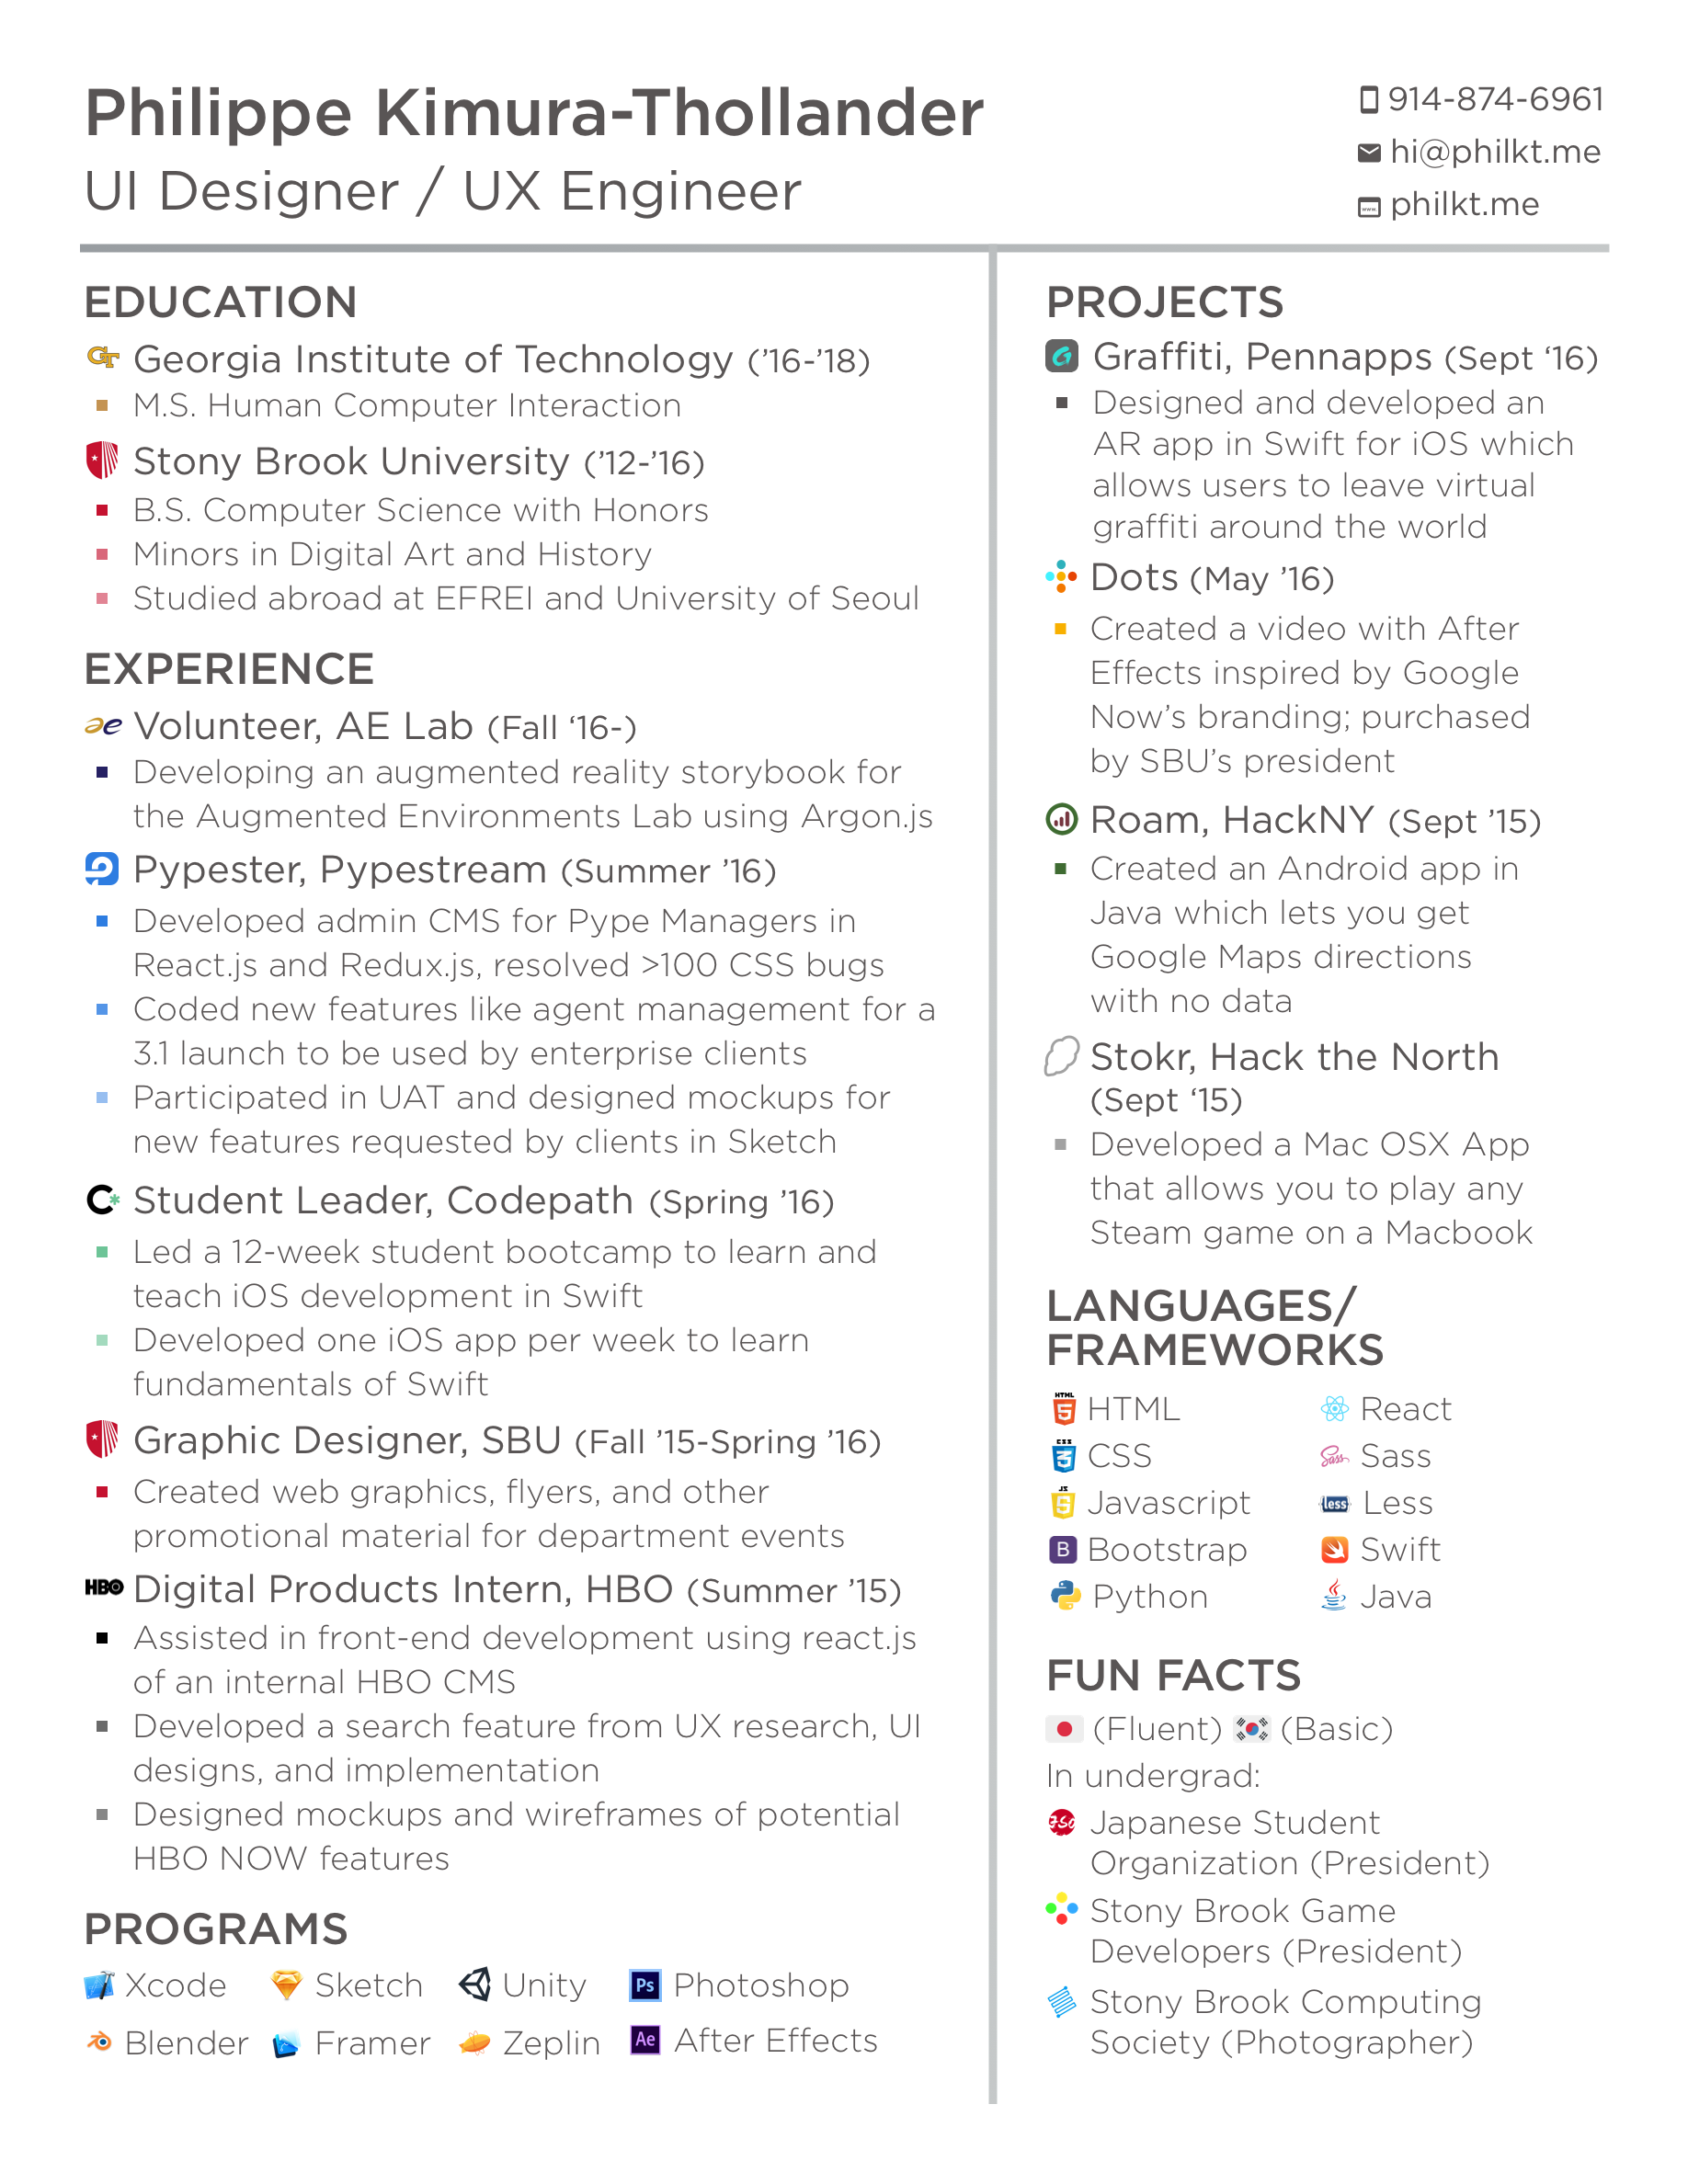 Philippe Kimura-Thollander
UI Designer / UX Engineer
914-874-6961
hi@philkt.me
philkt.me
EDUCATION
Georgia Institute of Technology (’16-’18)
M.S. Human Computer Interaction
Stony Brook University (’12-’16)
B.S. Computer Science with Honors
Minors in Digital Art and History
Studied abroad at EFREI and University of Seoul
EXPERIENCE
Volunteer, AE Lab (Fall ‘16-)
Developing an augmented reality storybook for
the Augmented Environments Lab using Argon.js
Pypester, Pypestream (Summer ’16)
Developed admin CMS for Pype Managers in
React.js and Redux.js, resolved >100 CSS bugs
Coded new features like agent management for a
3.1 launch to be used by enterprise clients
Participated in UAT and designed mockups for
new features requested by clients in Sketch
Student Leader, Codepath (Spring ’16)
Led a 12-week student bootcamp to learn and
teach iOS development in Swift
Developed one iOS app per week to learn
fundamentals of Swift
Graphic Designer, SBU (Fall ’15-Spring ’16)
Created web graphics, flyers, and other
promotional material for department events
HBO Digital Products Intern, HBO (Summer ’15)
Assisted in front-end development using react.js
of an internal HBO CMS
Developed a search feature from UX research, UI
designs, and implementation
Designed mockups and wireframes of potential
HBO NOW features
PROGRAMS
Xcode Sketch Unity Ps Photoshop
Blender Framer Zeplin Ae After Effects
PROJECTS
Graffiti, Pennapps (Sept ‘16)
Designed and developed an
AR app in Swift for iOS which
allows users to leave virtual
graffiti around the world
Dots (May ’16)
Created a video with After
Effects inspired by Google
Now’s branding; purchased
by SBU’s president
Roam, HackNY (Sept ’15)
Created an Android app in
Java which lets you get
Google Maps directions
with no data
Stokr, Hack the North
(Sept ‘15)
Developed a Mac OSX App
that allows you to play any
Steam game on a Macbook
LANGUAGES/
FRAMEWORKS
HTML 5 HTML React
CSS 3 CSS Sass Sass
JS 5 Javascript less Less
B Bootstrap Swift
Python Java
FUN FACTS
(Fluent) (Basic)
In undergrad:
JSO Japanese Student
Organization (President)
Stony Brook Game
Developers (President)
Stony Brook Computing
Society (Photographer)